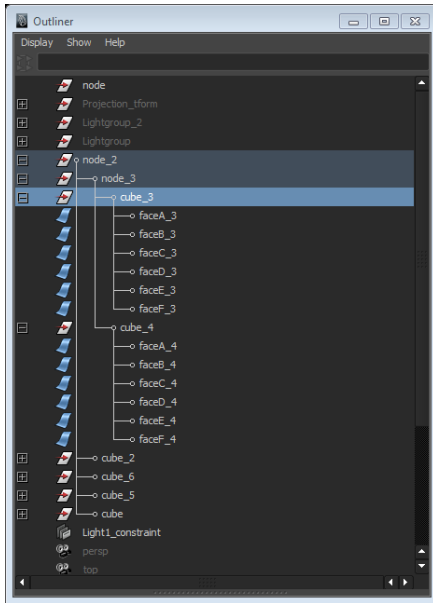 Outliner
Display Show Help
node
Projection_tform
Lightgroup_2
Lightgroup
node_2
node_3
cube_3
faceA_3
faceB_3
faceC_3
faceD_3
faceE_3
faceF_3
cube_4
faceA_4
faceB_4
faceC_4
faceD_4
faceE_4
faceF_4
cube_2
cube_6
cube_5
cube
Light1_constraint
persp
top